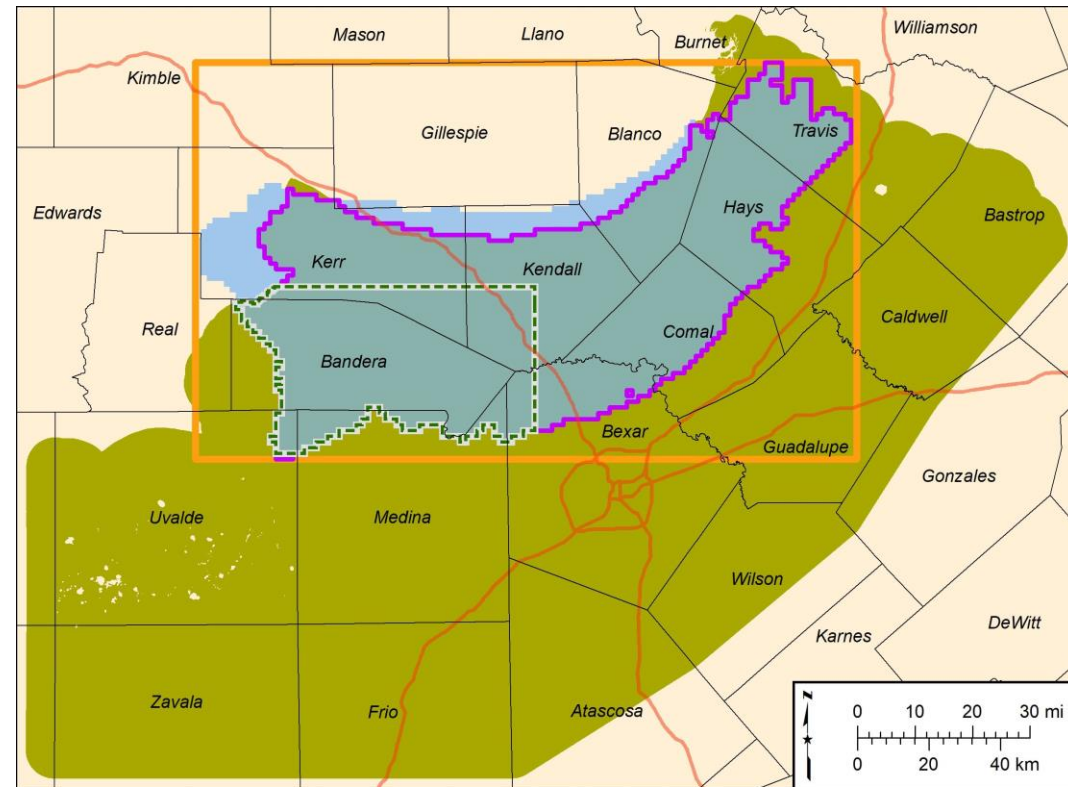 Mason
Llano
Burnet
Williamson
Kimble
Gillespie
Blanco
Travis
Edwards
Hays
Bastrop
Kerr
Kendall
Real
Comal
Caldwell
Bandera
Bexar
Guadalupe
Gonzales
Uvalde
Medina
Wilson
Karnes
DeWitt
Zavala
Frio
Atascosa
N
0 10 20 30 mi
0 20 40 km